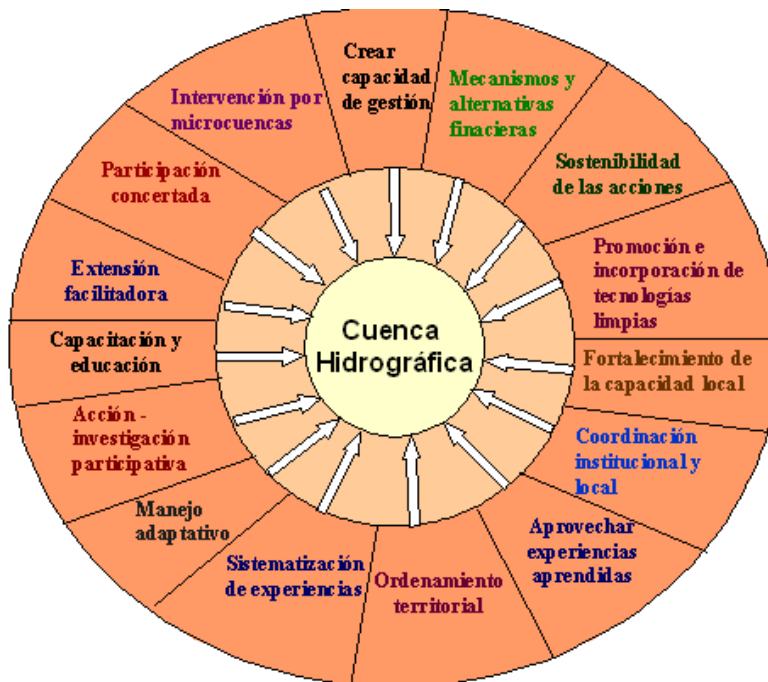 Crear
capacidad
de gestión
Mecanismos y
alternativas
finacieras
Sostenibilidad
de las acciones
Promoción e
incorporación de
tecnologías
limpias
Fortalecimiento de
la capacidad local
Coordinación
institucional y
local
Aprovechar
experiencias
aprendidas
Ordenamiento
territorial
Sistematización
de experiencias
Manejo
adaptativo
Acción -
investigación
participativa
Capacitación y
educación
Extensión
facilitadora
Participación
concertada
Intervención por
microcuencas
Cuenca
Hidrográfica